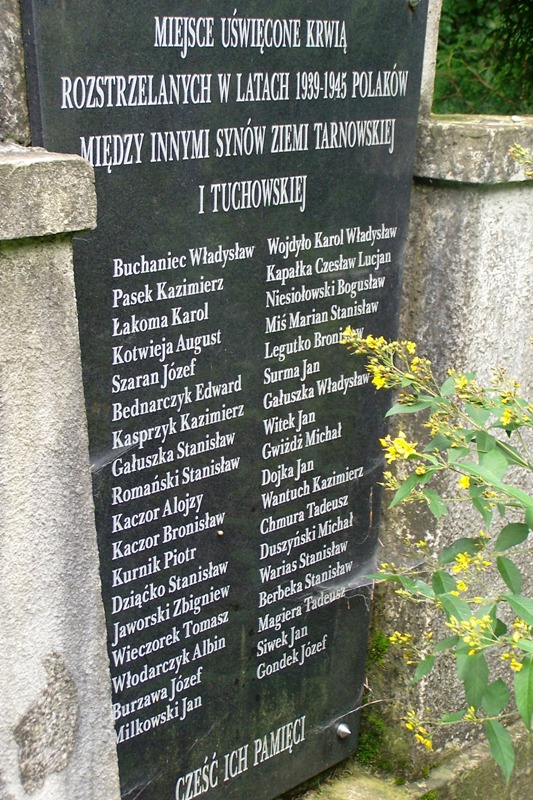 MIEJSCE UŚWIĘCONE KRWIĄ
ROZSTRZELANYCH W LATACH 1939-1945 POLAKÓW
MIĘDZY INNYMI SYNÓW ZIEMI TARNOWSKIEJ
I TUCHOWSKIEJ
Buchaniec Władysław
Pasek Kazimierz
Łakoma Karol
Kotwieja August
Szaran Józef
Bednarczyk Edward
Kasprzyk Kazimierz
Gałuszka Stanisław
Romański Stanisław
Kaczor Alojzy
Kaczor Bronisław
Kurnik Piotr
Dziąćko Stanisław
Jaworski Zbigniew
Wieczorek Tomasz
Włodarczyk Albin
Burzawa Józef
Milkowski Jan
Wojdyło Karol Władysław
Kapałka Czesław Lucjan
Niesiołowski Bogusław
Miś Marian Stanisław
Legutko Bronisław
Surma Jan
Gałuszka Władysław
Witek Jan
Gwiżdż Michał
Dojka Jan
Wantuch Kazimierz
Chmura Tadeusz
Duszyński Michał
Warias Stanisław
Berbeka Stanisław
Magiera Tadeusz
Siwek Jan
Gondek Józef
CZEŚĆ ICH PAMIĘCI